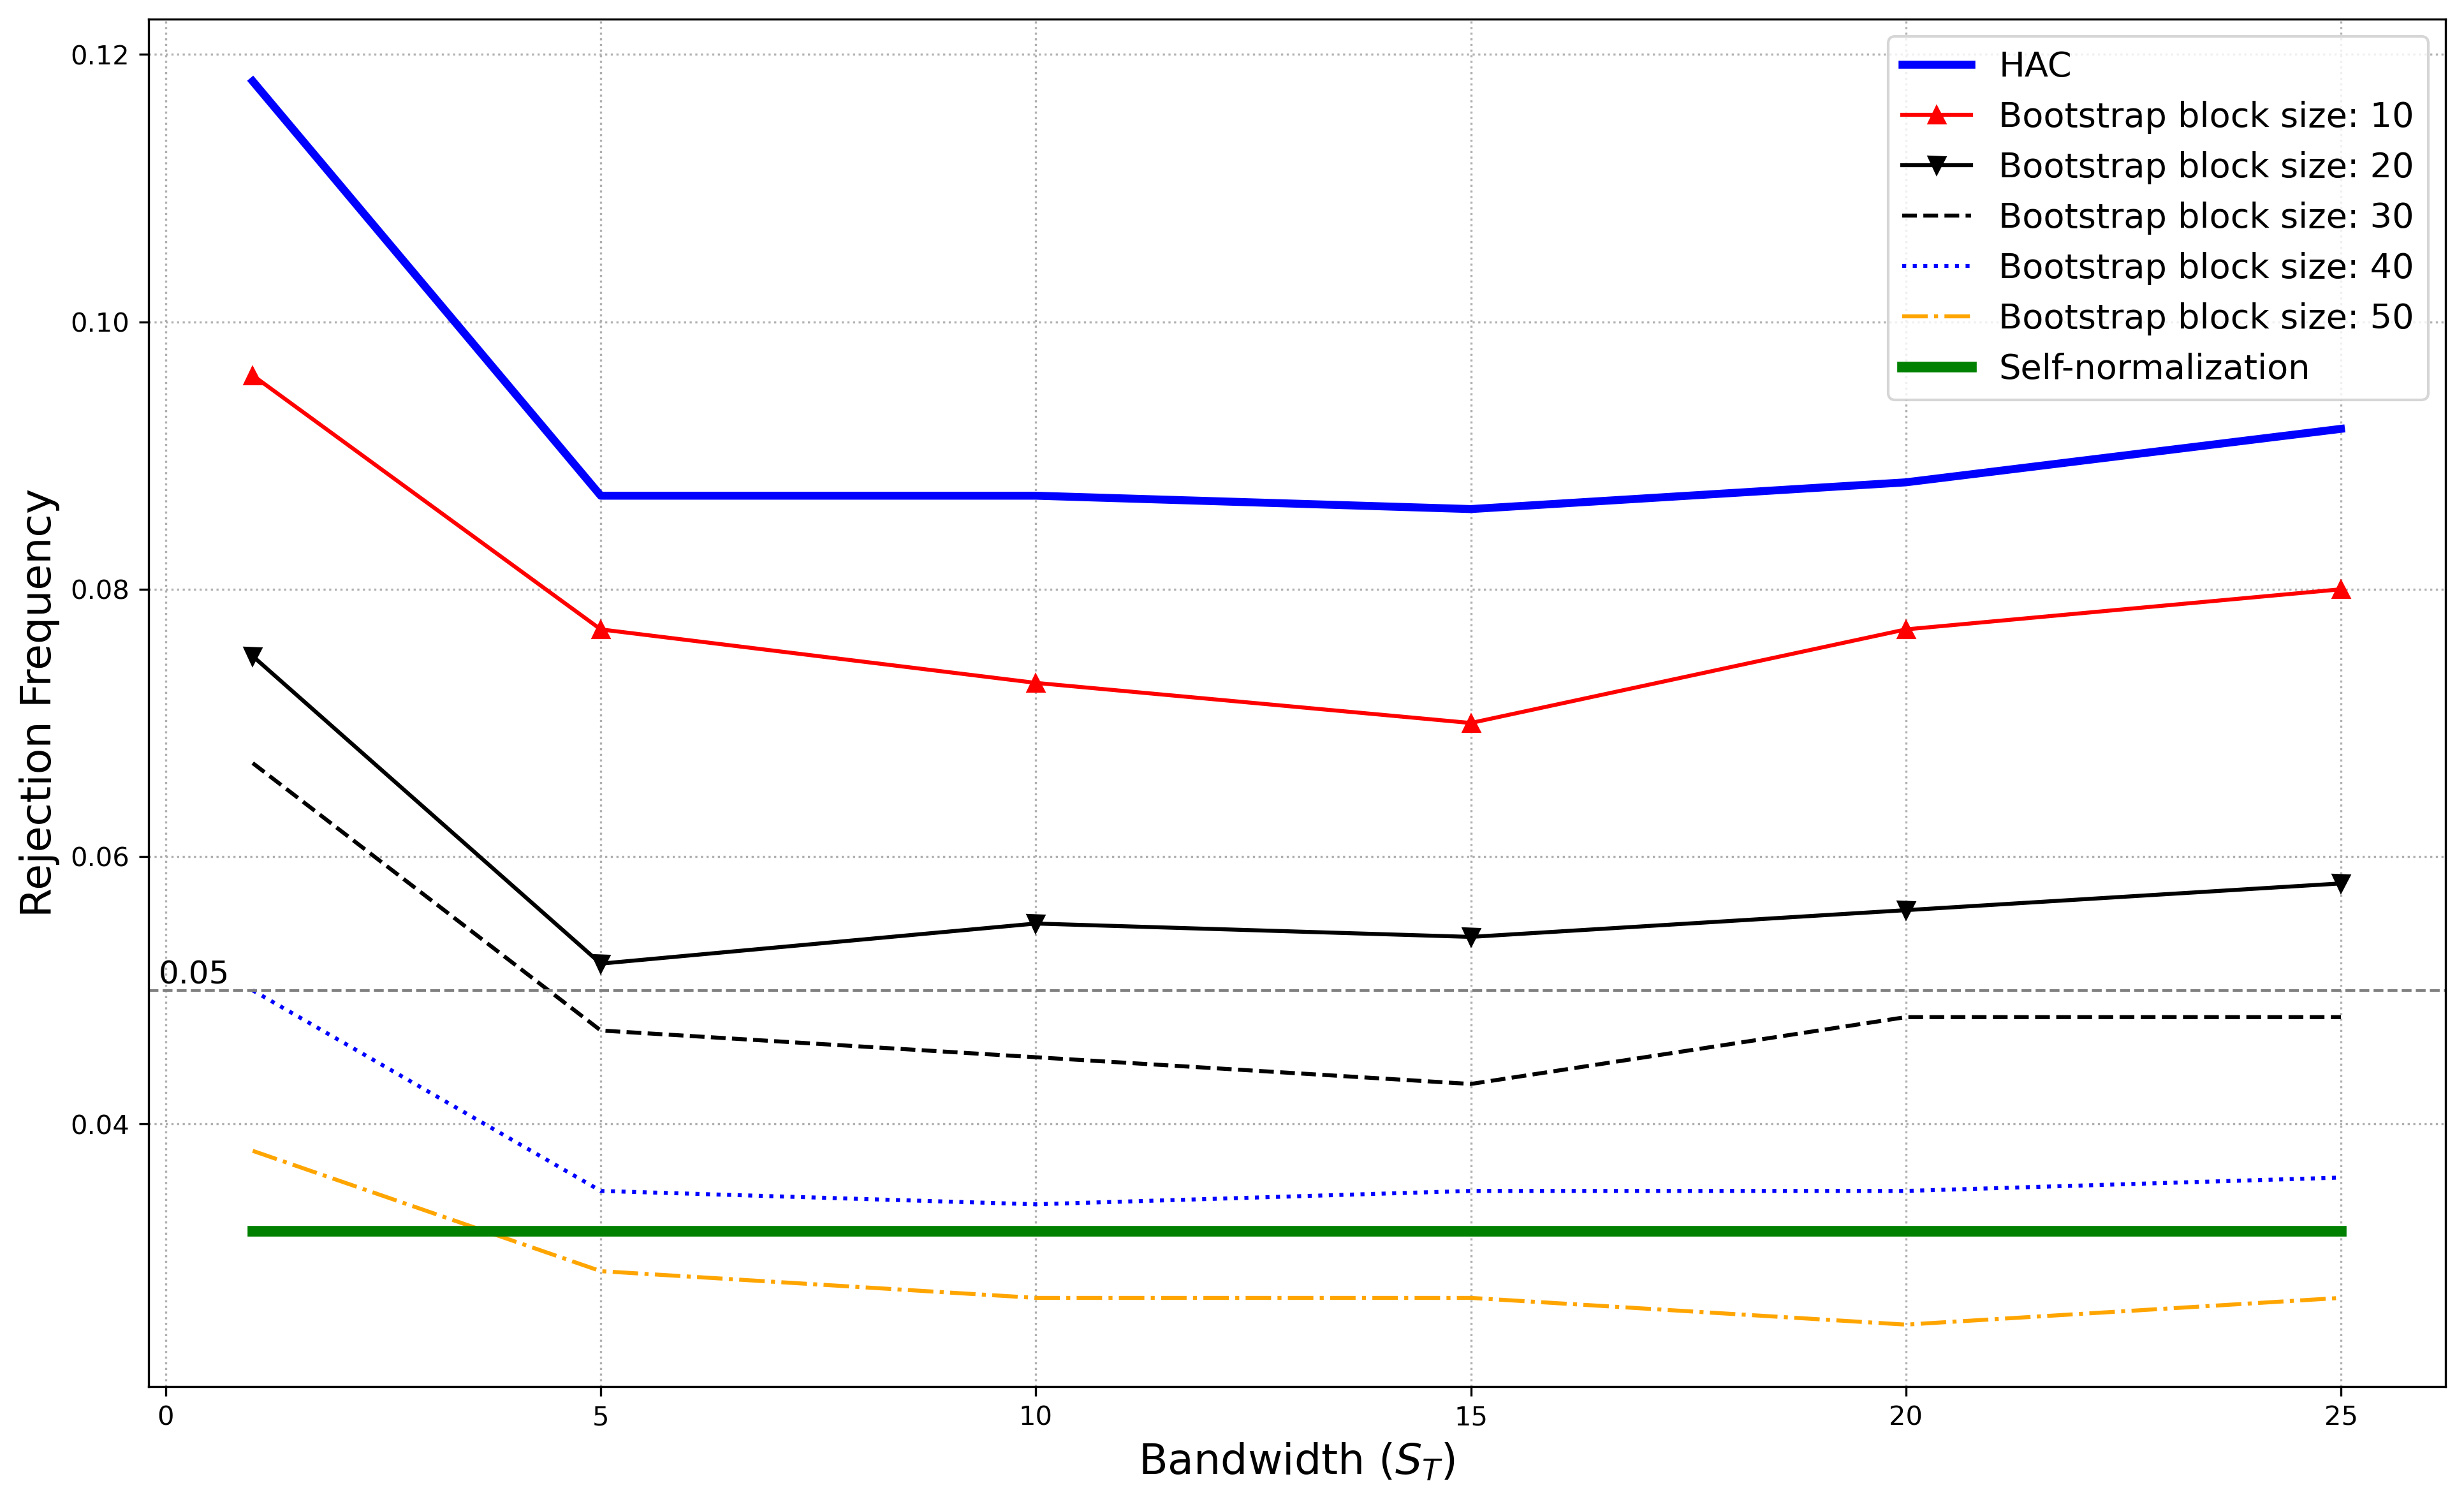 HAC
Bootstrap block size: 10
Bootstrap block size: 20
Bootstrap block size: 30
Bootstrap block size: 40
Bootstrap block size: 50
Self-normalization
Rejection Frequency
0.12
0.10
0.08
0.06
0.05
0.04
0 5 10 15 20 25
Bandwidth (S_T)